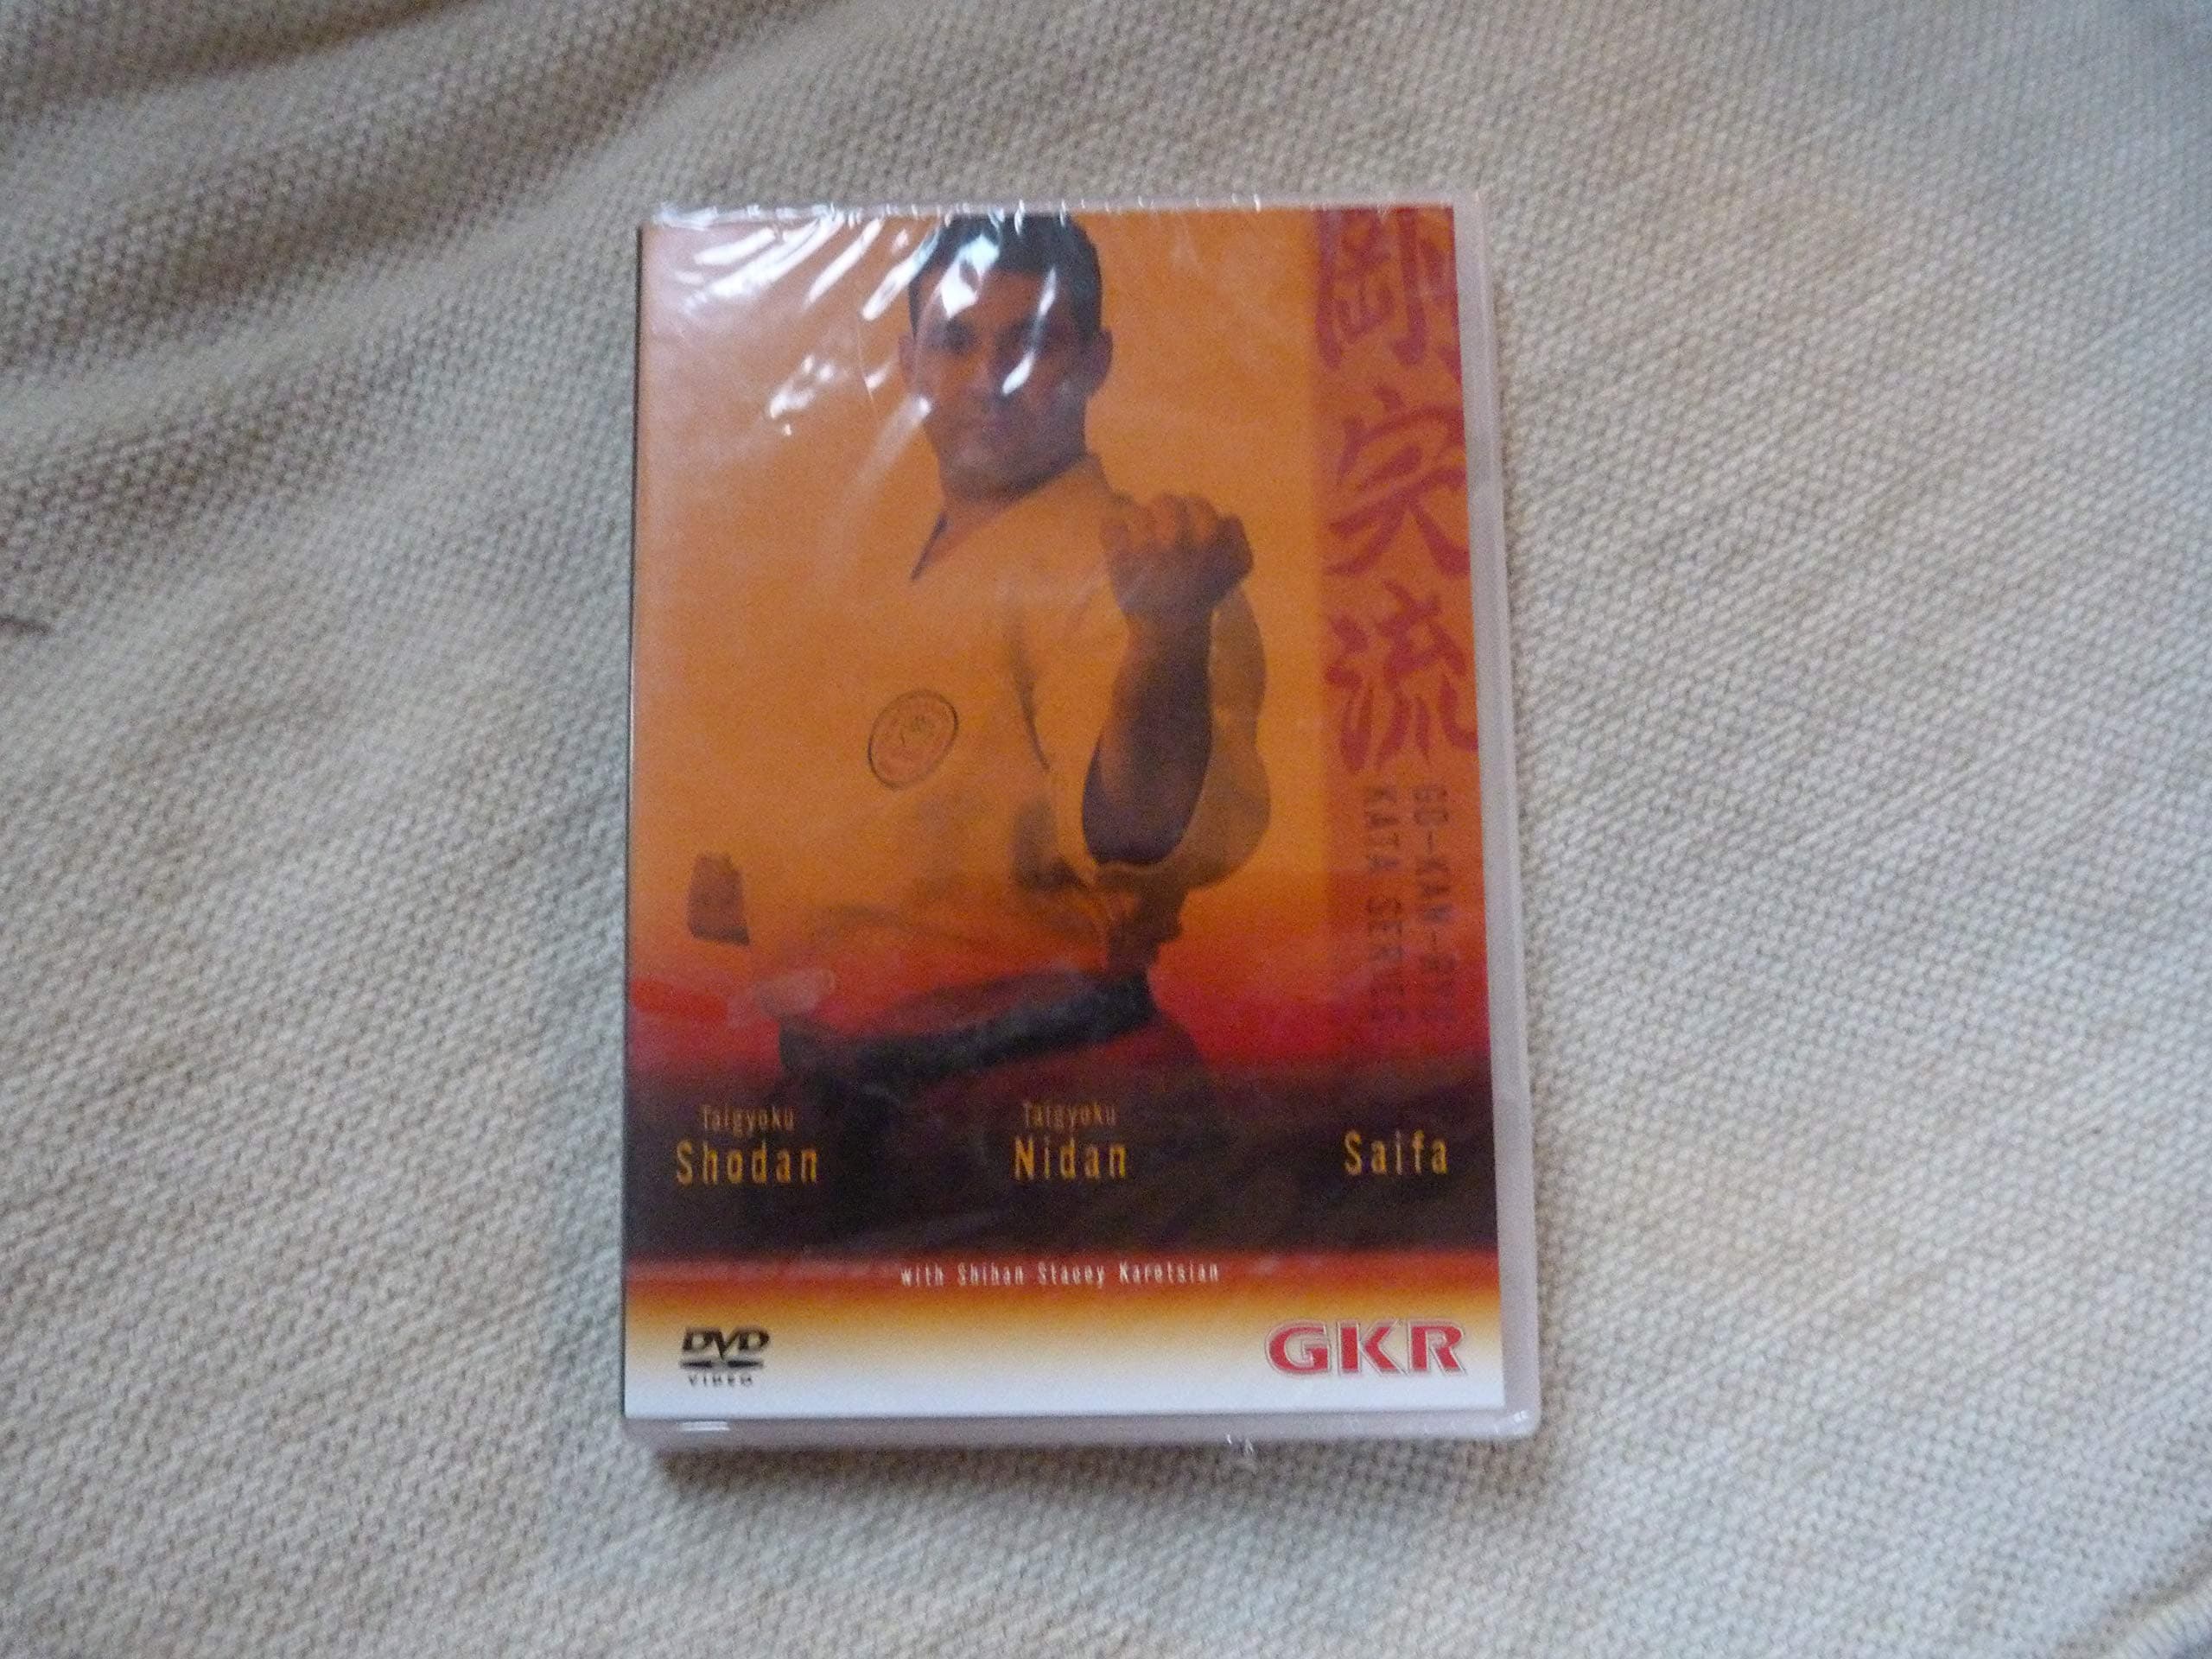 剛
完
流
GO-KAN-RYU
KATA SERIES
Taigyoku
Shodan
Taigyoku
Nidan
Saifa
with Shihan Stacey Karetsian
DVD
VIDEO
GKR